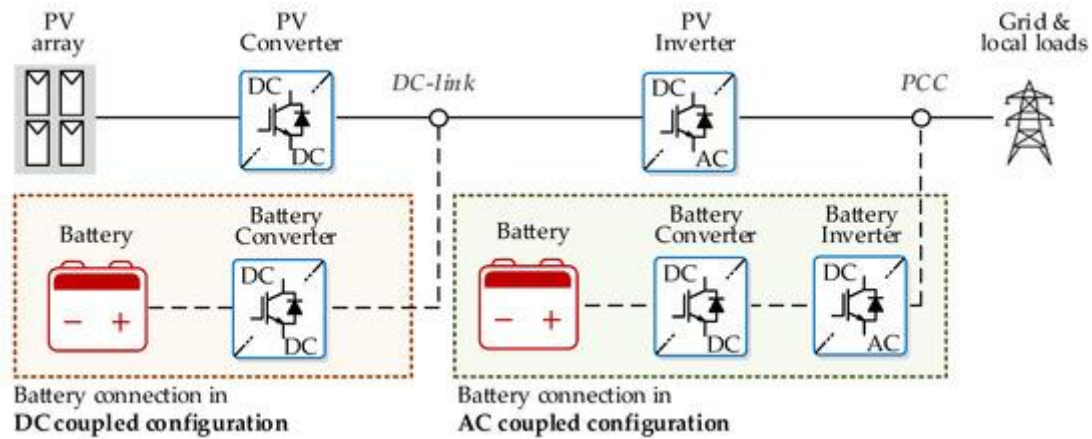 PV
array
PV
Converter
DC
DC
DC-link
PV
Inverter
DC
AC
PCC
Grid &
local loads
Battery
Battery
Converter
DC
DC
Battery connection in
DC coupled configuration
Battery
Battery
Converter
DC
DC
Battery
Inverter
DC
AC
Battery connection in
AC coupled configuration